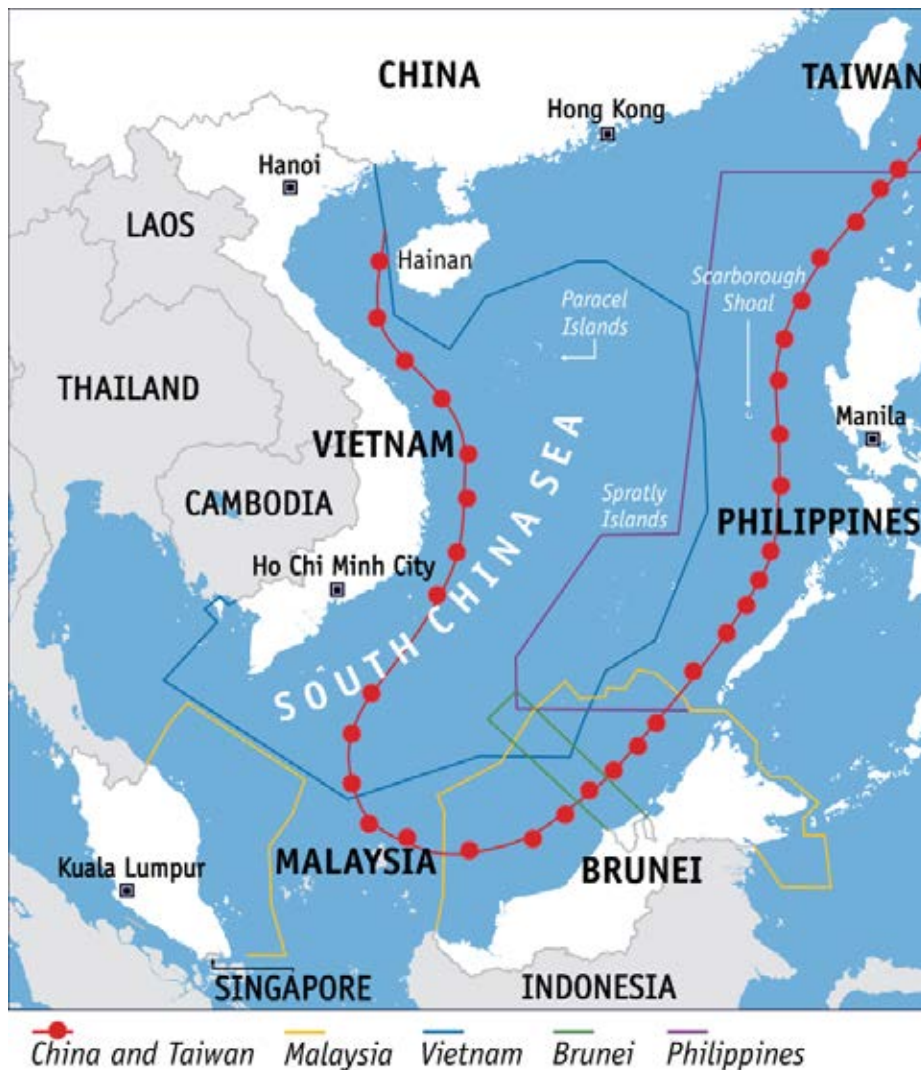 CHINA
TAIWAN
Hong Kong
Hanoi
LAOS
Hainan
Scarborough
Shoal
Paracel
Islands
THAILAND
Manila
VIETNAM
CAMBODIA
Spratly
Islands
PHILIPPINES
Ho Chi Minh City
SOUTH CHINA SEA
MALAYSIA
BRUNEI
Kuala Lumpur
SINGAPORE
INDONESIA
China and Taiwan Malaysia Vietnam Brunei Philippines